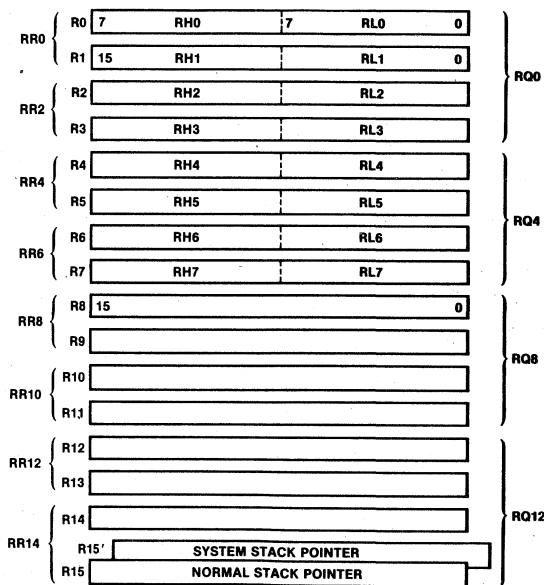 RR0
R0 7 RH0 7 RL0 0
R1 15 RH1 RL1 0
RQ0
RR2
R2 RH2 RL2
R3 RH3 RL3
RR4
R4 RH4 RL4
R5 RH5 RL5
RQ4
RR6
R6 RH6 RL6
R7 RH7 RL7
RR8
R8 15 0
R9
RQ8
RR10
R10
R11
RR12
R12
R13
RQ12
RR14
R14
R15′ SYSTEM STACK POINTER
R15 NORMAL STACK POINTER